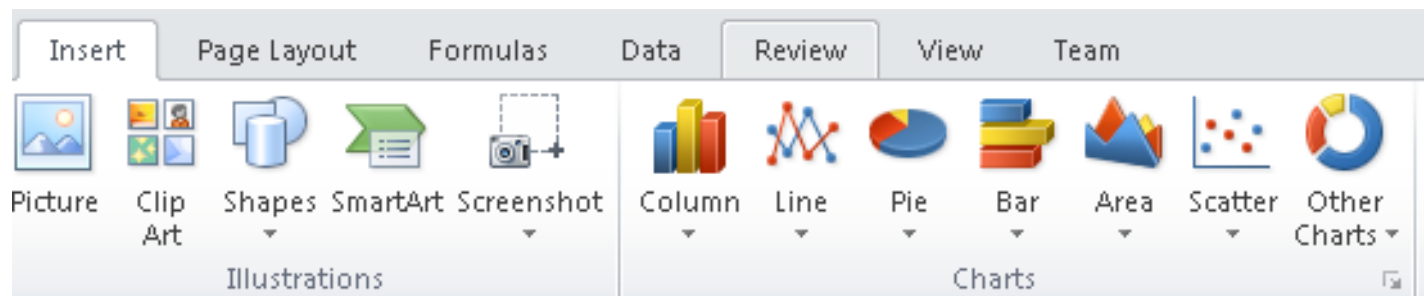 Insert Page Layout Formulas Data Review View Team
Picture Clip Shapes SmartArt Screenshot Column Line Pie Bar Area Scatter Other
Art Charts
Illustrations Charts